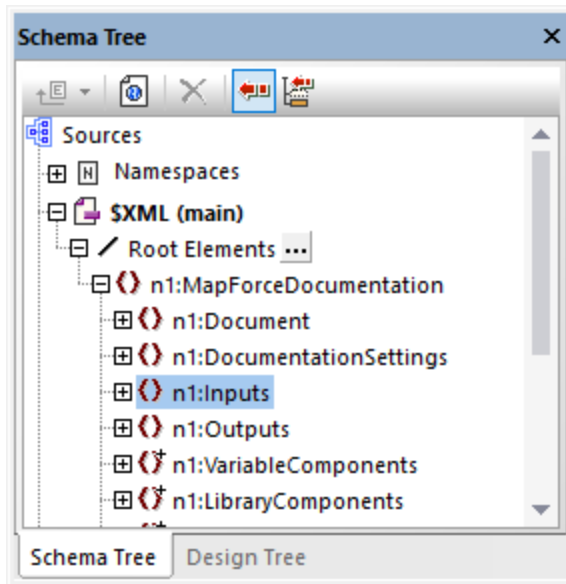 Schema Tree
Sources
Namespaces
$XML (main)
Root Elements ...
n1:MapForceDocumentation
n1:Document
n1:DocumentationSettings
n1:Inputs
n1:Outputs
n1:VariableComponents
n1:LibraryComponents
Schema Tree Design Tree